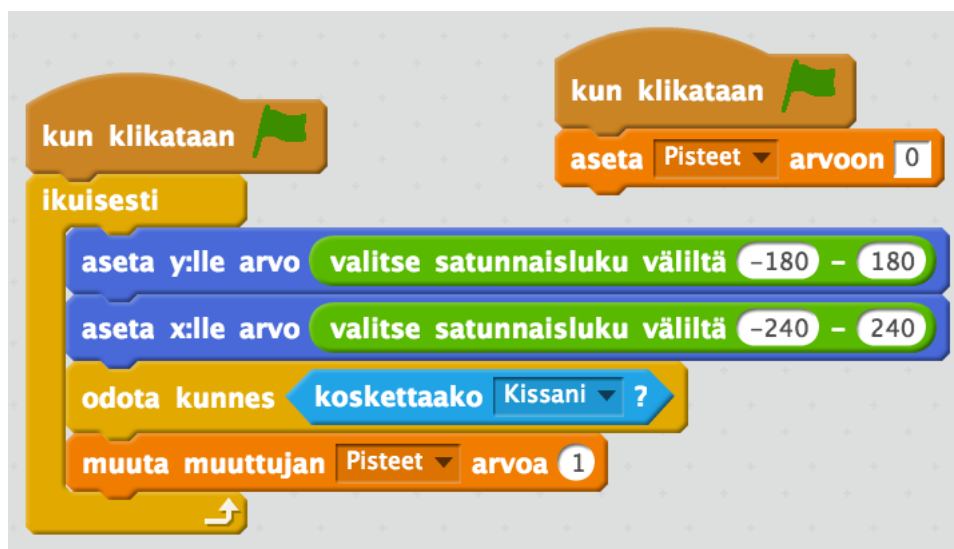 kun klikataan
ikuisesti
aseta y:lle arvo valitse satunnaisluku väliltä -180 – 180
aseta x:lle arvo valitse satunnaisluku väliltä -240 – 240
odota kunnes koskettaako Kissani ?
muuta muuttujan Pisteet arvoa 1
kun klikataan
aseta Pisteet arvoon 0